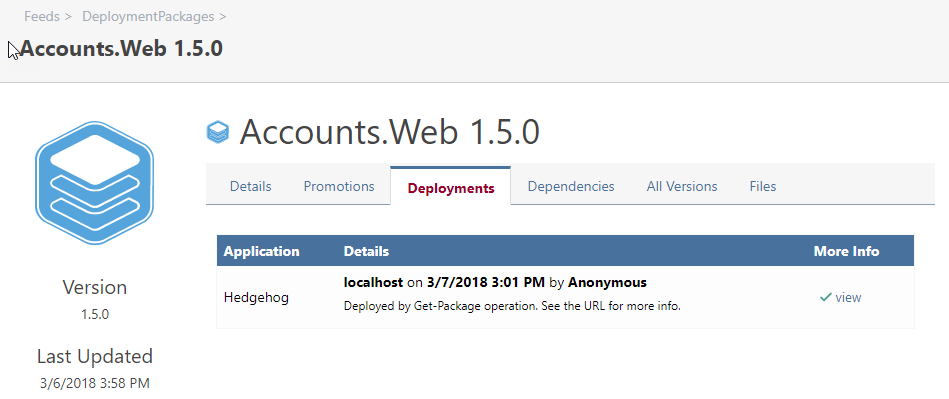 Feeds > DeploymentPackages >
Accounts.Web 1.5.0
Accounts.Web 1.5.0
Details Promotions Deployments Dependencies All Versions Files
Application Details More Info
localhost on 3/7/2018 3:01 PM by Anonymous
Hedgehog view
Deployed by Get-Package operation. See the URL for more info.
Version
1.5.0
Last Updated
3/6/2018 3:58 PM